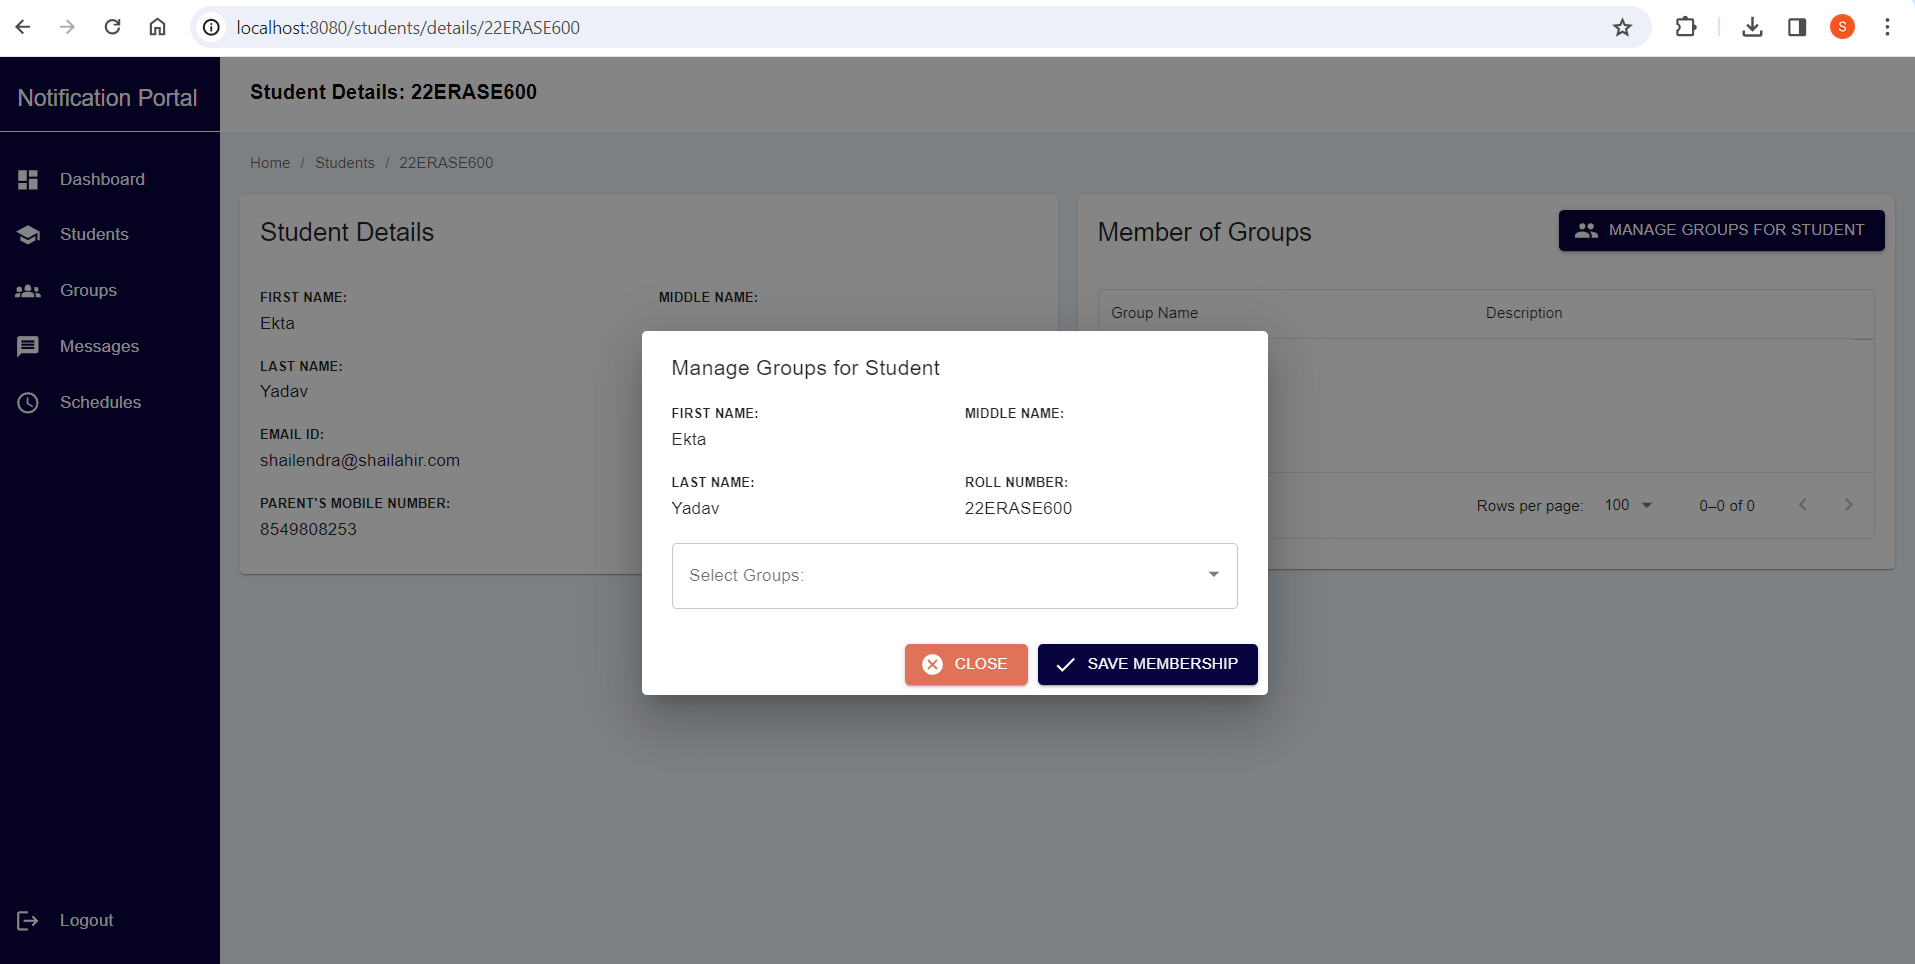 localhost:8080/students/details/22ERASE600
S
Notification Portal
Dashboard
Students
Groups
Messages
Schedules
Logout
Student Details: 22ERASE600
Home / Students / 22ERASE600
Student Details
FIRST NAME:
Ekta
MIDDLE NAME:
LAST NAME:
Yadav
EMAIL ID:
shailendra@shailahir.com
PARENT'S MOBILE NUMBER:
8549808253
Member of Groups
MANAGE GROUPS FOR STUDENT
Group Name Description
Rows per page: 100 0–0 of 0
Manage Groups for Student
FIRST NAME:
Ekta
MIDDLE NAME:
LAST NAME:
Yadav
ROLL NUMBER:
22ERASE600
Select Groups:
CLOSE
SAVE MEMBERSHIP